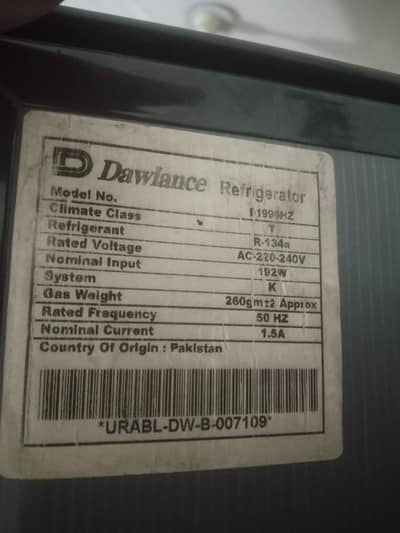 Dawlance Refrigerator
Model No.
Climate Class T
Refrigerant R-134a
Rated Voltage AC-220-240V
Nominal Input 192W
System K
Gas Weight 260gm±2 Approx
Rated Frequency 50 HZ
Nominal Current 1.5A
Country Of Origin : Pakistan
*URABL-DW-B-007109*